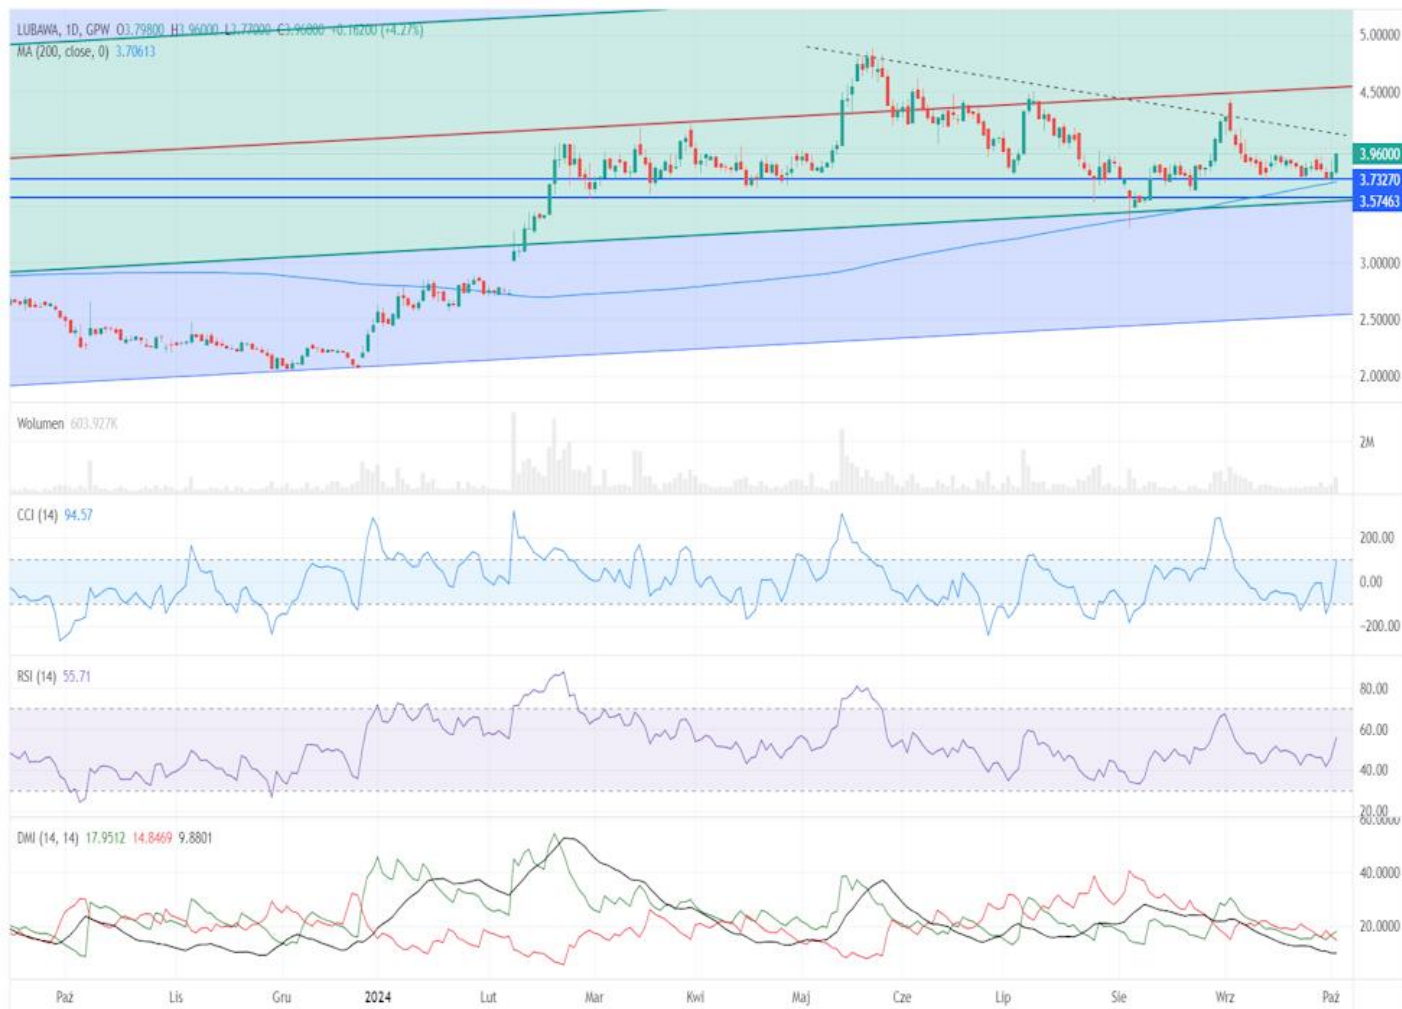 LUBAWA, 1D, GPW O3.79800 H3.96000 L3.77000 C3.96000 +0.16200 (+4.27%)
MA (200, close, 0) 3.70613
5.00000
4.50000
3.96000
3.73270
3.57463
3.00000
2.50000
2.00000
Wolumen 603.927K
2M
CCI (14) 94.57
200.00
0.00
−200.00
RSI (14) 55.71
80.00
60.00
40.00
20.00
60.0000
DMI (14, 14) 17.9512 14.8469 9.8801
40.0000
20.0000
Paź Lis Gru 2024 Lut Mar Kwi Maj Cze Lip Sie Wrz Paź